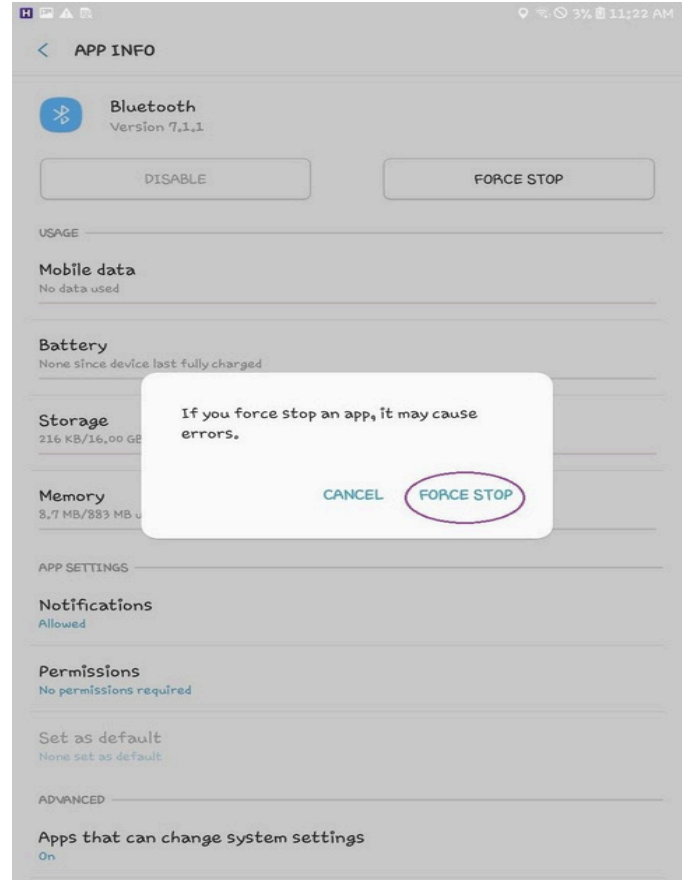 H 3% 11:22 AM
< APP INFO
Bluetooth
Version 7.1.1
DISABLE FORCE STOP
USAGE
Mobile data
No data used
Battery
None since device last fully charged
Storage
216 KB/16.00 GB
If you force stop an app, it may cause
errors.
CANCEL FORCE STOP
Memory
8.7 MB/883 MB
APP SETTINGS
Notifications
Allowed
Permissions
No permissions required
Set as default
None set as default
ADVANCED
Apps that can change system settings
On